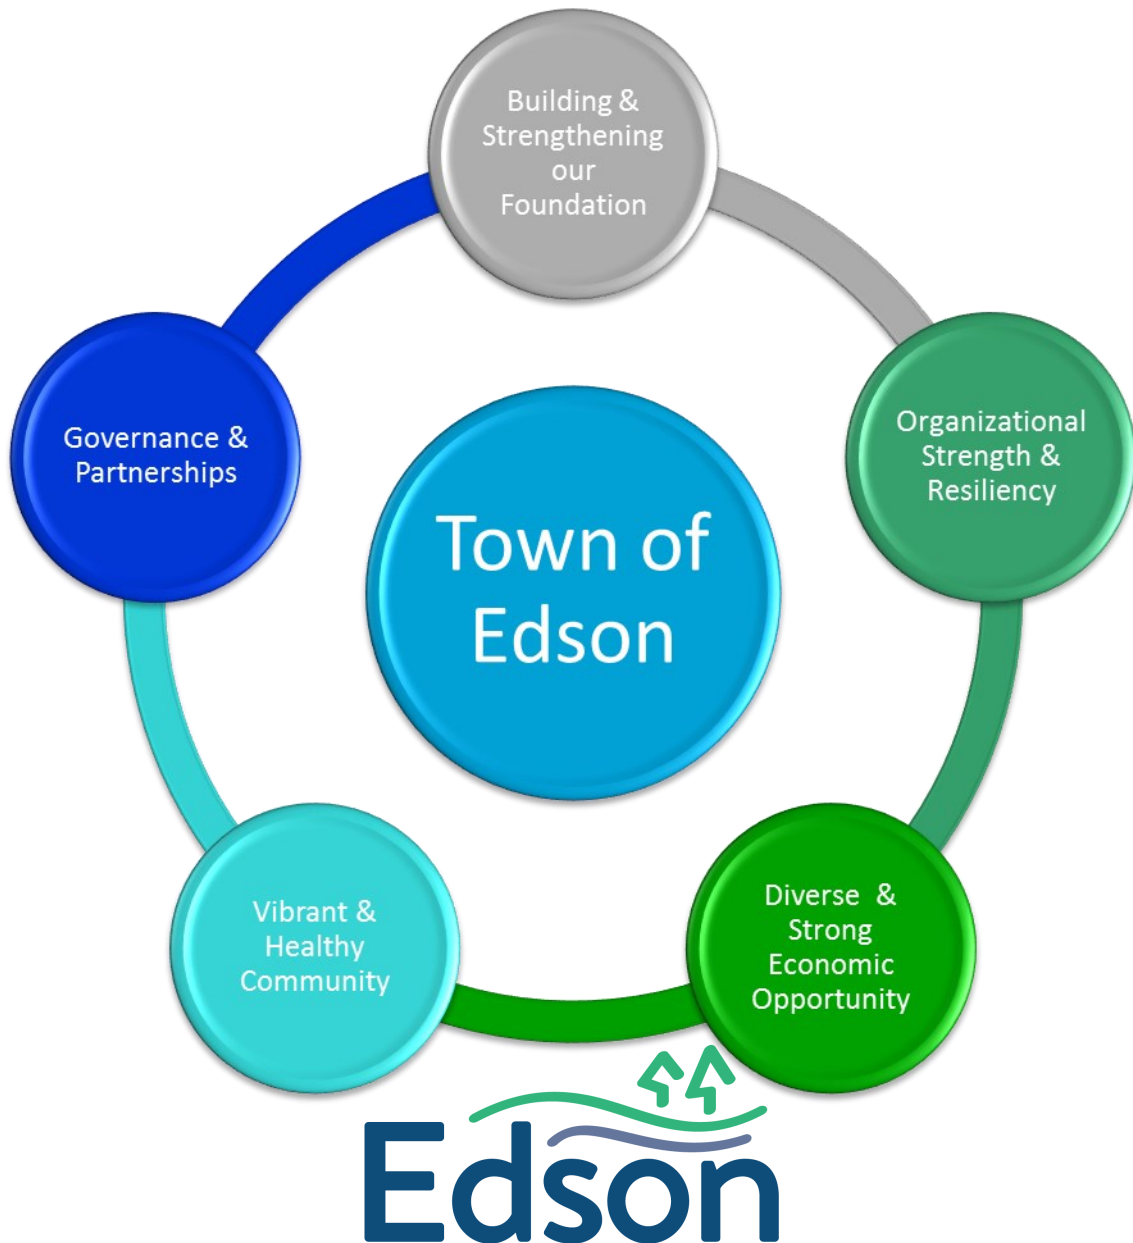 Building &
Strengthening
our
Foundation
Organizational
Strength &
Resiliency
Governance &
Partnerships
Town of
Edson
Diverse & 
Strong
Economic
Opportunity
Vibrant &
Healthy
Community
Edson